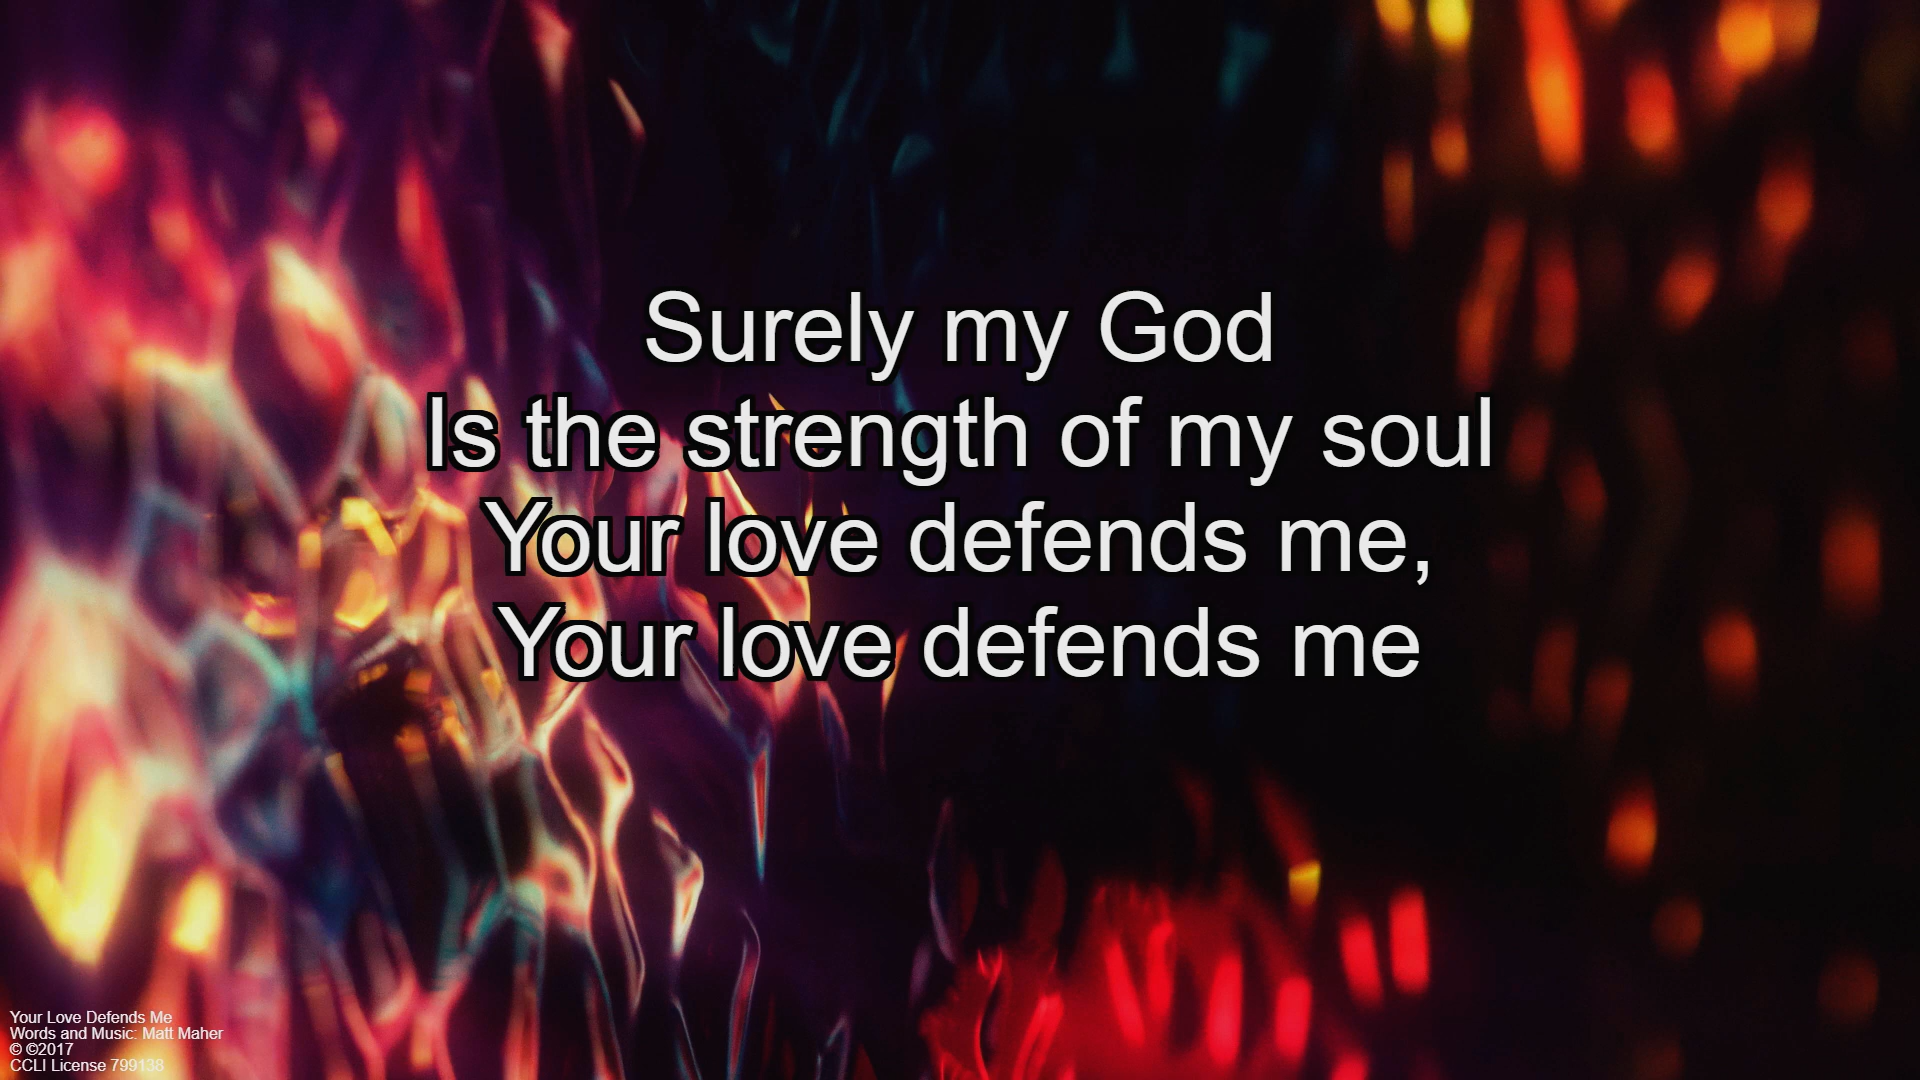 Surely my God
Is the strength of my soul
Your love defends me,
Your love defends me
Your Love Defends Me
Words and Music: Matt Maher
© ©2017
CCLI License 799138